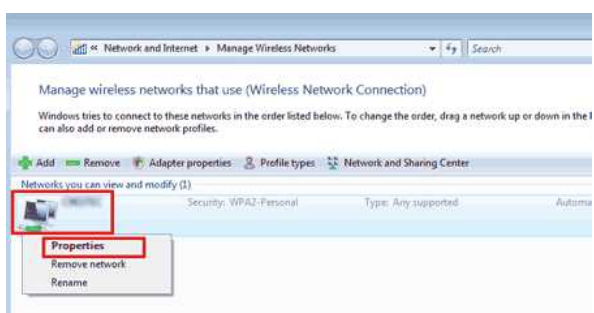 « Network and Internet ▸ Manage Wireless Networks
Search
Manage wireless networks that use (Wireless Network Connection)
Windows tries to connect to these networks in the order listed below. To change the order, drag a network up or down in the
can also add or remove network profiles.
Add Remove Adapter properties Profile types Network and Sharing Center
Networks you can view and modify (1)
Security: WPA2-Personal Type: Any supported Automa
Properties
Remove network
Rename